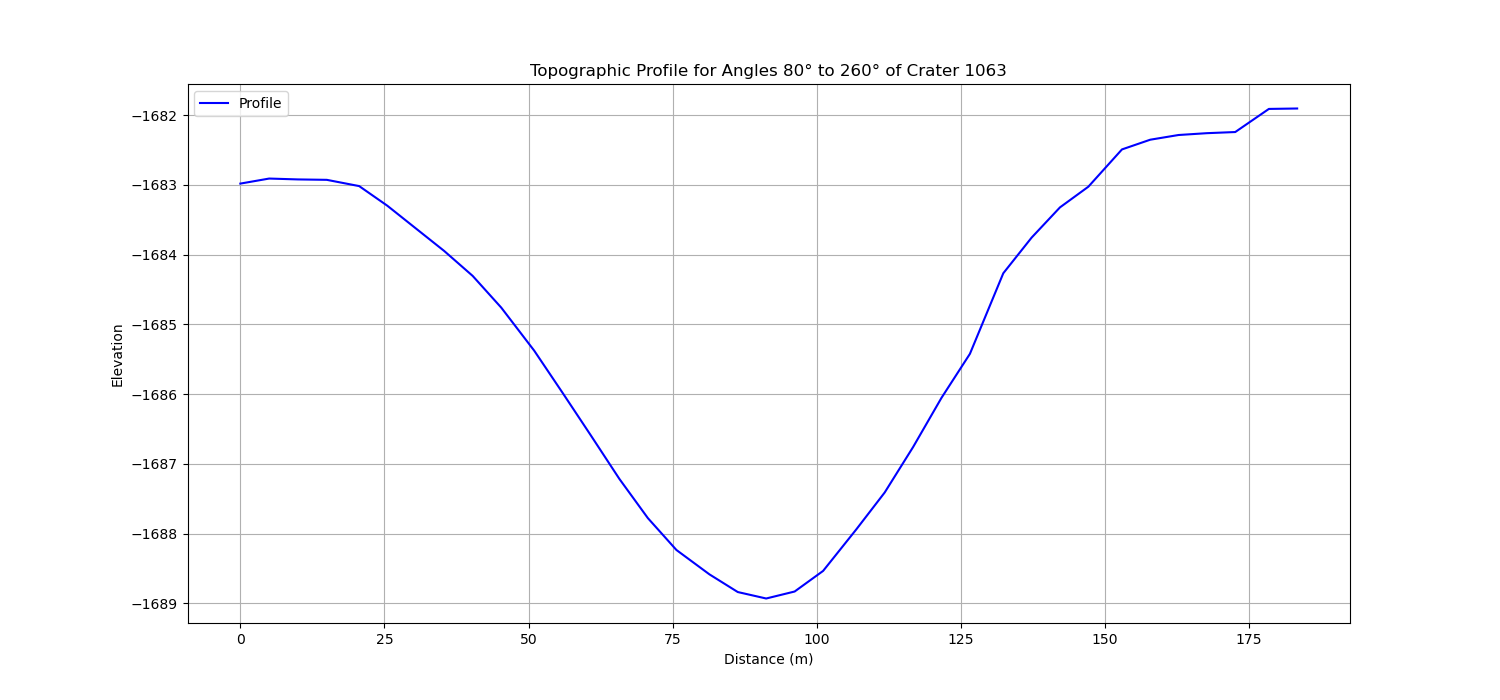 Topographic Profile for Angles 80° to 260° of Crater 1063
Profile
−1682
−1683
−1684
−1685
−1686
−1687
−1688
−1689
Elevation
0 25 50 75 100 125 150 175
Distance (m)